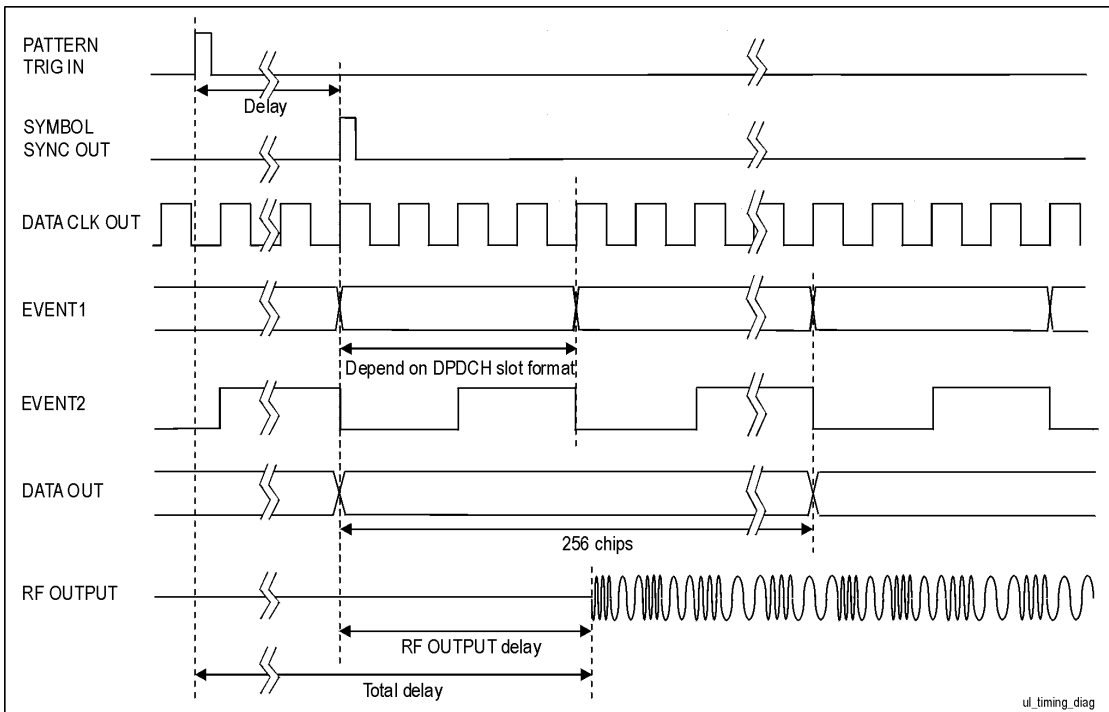 PATTERN
TRIG IN
Delay
SYMBOL
SYNC OUT
DATA CLK OUT
EVENT1
Depend on DPDCH slot format
EVENT2
DATA OUT
256 chips
RF OUTPUT
RF OUTPUT delay
Total delay
ul_timing_diag